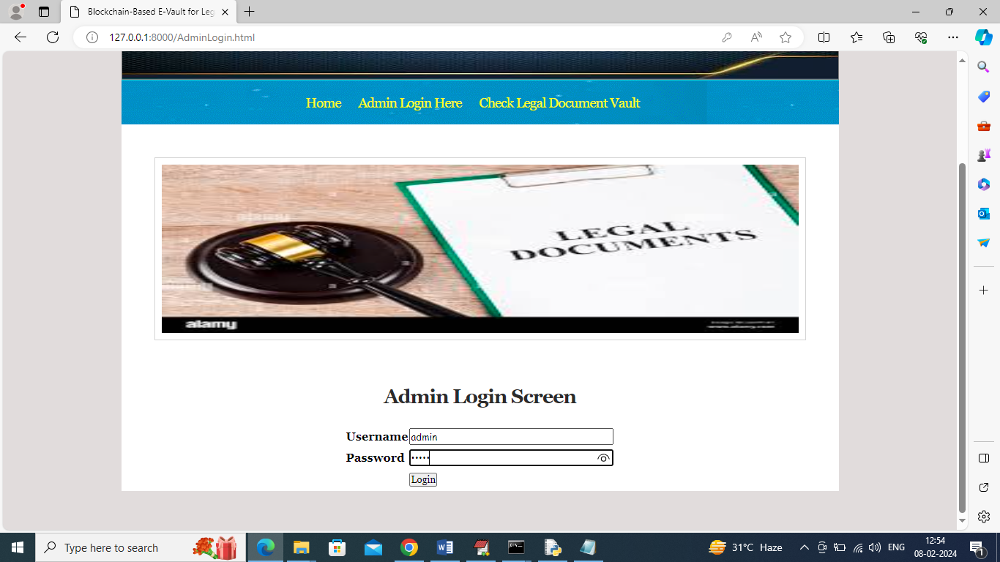 Blockchain-Based E-Vault for Leg
127.0.0.1:8000/AdminLogin.html
Home Admin Login Here Check Legal Document Vault
LEGAL
DOCUMENTS
alamy
alamy
Admin Login Screen
Username admin
Password •••••
Login
Type here to search
31°C Haze
ENG
12:54
08-02-2024
1